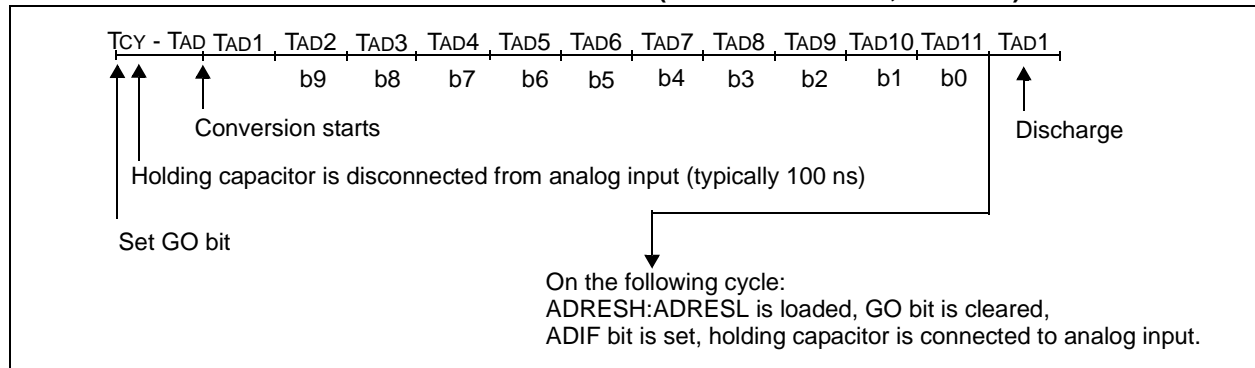 TCY - TAD TAD1 TAD2 TAD3 TAD4 TAD5 TAD6 TAD7 TAD8 TAD9 TAD10 TAD11 TAD1
b9 b8 b7 b6 b5 b4 b3 b2 b1 b0
Conversion starts
Discharge
Holding capacitor is disconnected from analog input (typically 100 ns)
Set GO bit
On the following cycle:
ADRESH:ADRESL is loaded, GO bit is cleared,
ADIF bit is set, holding capacitor is connected to analog input.